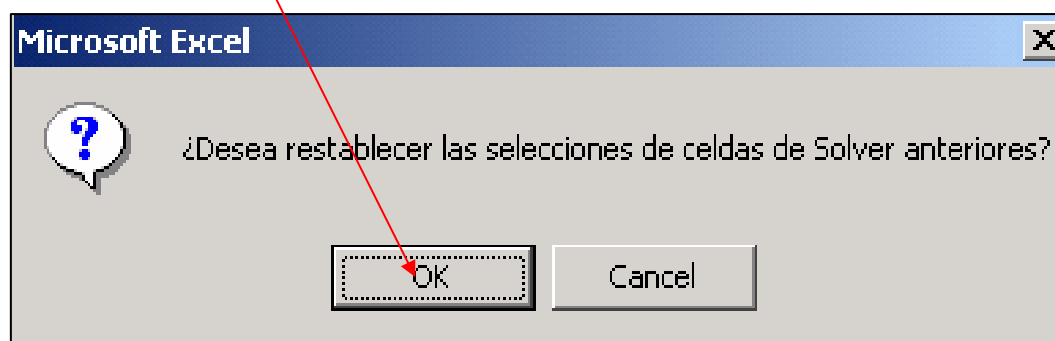 Microsoft Excel
¿Desea restablecer las selecciones de celdas de Solver anteriores?
OK
Cancel